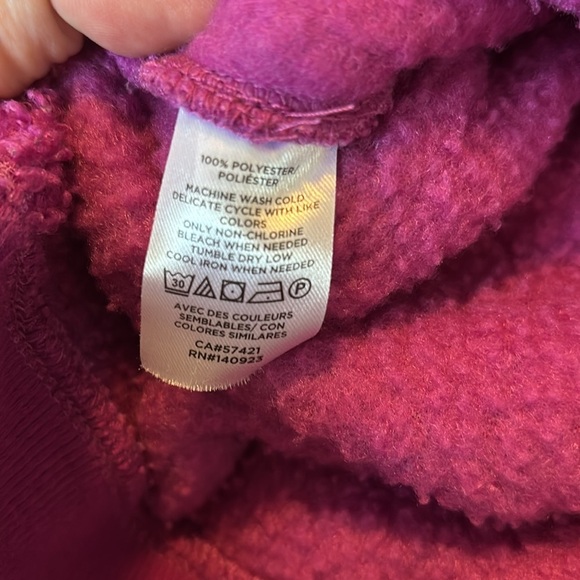 100% POLYESTER/
POLIÉSTER
MACHINE WASH COLD
DELICATE CYCLE WITH LIKE
COLORS
ONLY NON-CHLORINE
BLEACH WHEN NEEDED
TUMBLE DRY LOW
COOL IRON WHEN NEEDED
30 P
AVEC DES COULEURS
SEMBLABLES/ CON
COLORES SIMILARES
CA#57421
RN#140923